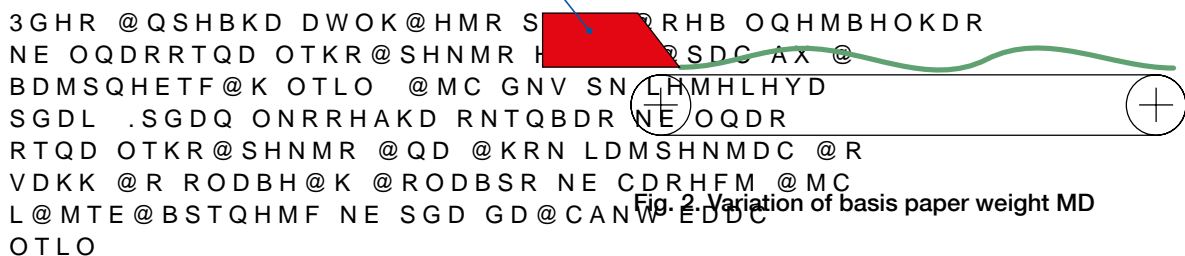 3GHR @QSHBKD DWOK@HMR OQHMBHOKDR
NE OQDRRTQD OTKR@SHNMR AX @
BDMSQHETF@K OTLO @MC GNV SN LHMHLHYD
SGDL .SGDQ ONRRHAKD RNTQBDR NE OQDR
RTQD OTKR@SHNMR @QD @KRN LDMSHNMDC @R
VDKK @R RODBH@K @RODBSR NE CDRHFM @MC
L@MTE@BSTQHMF NE SGD GD@CANW EDDC
OTLO
Fig. 2. Variation of basis paper weight MD